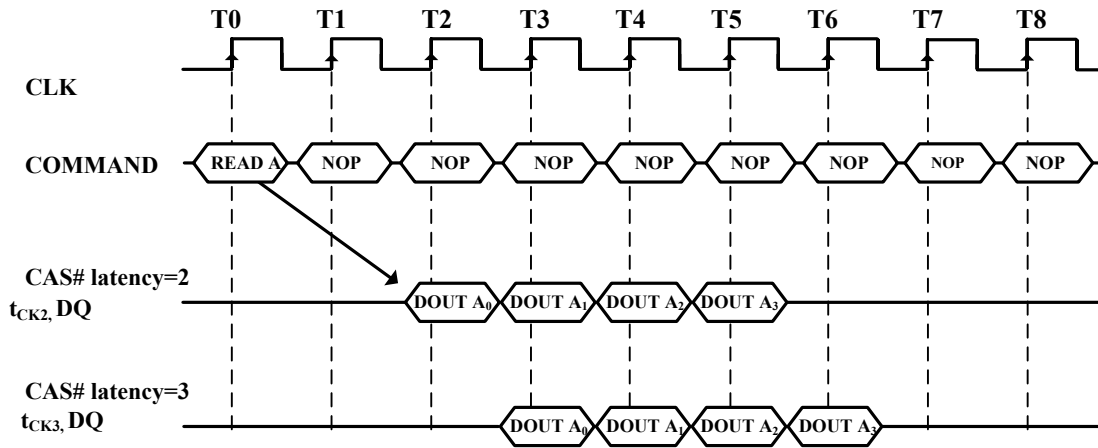 T0 T1 T2 T3 T4 T5 T6 T7 T8
CLK
COMMAND READ A NOP NOP NOP NOP NOP NOP NOP NOP
CAS# latency=2
tCK2, DQ DOUT A0 DOUT A1 DOUT A2 DOUT A3
CAS# latency=3
tCK3, DQ DOUT A0 DOUT A1 DOUT A2 DOUT A3